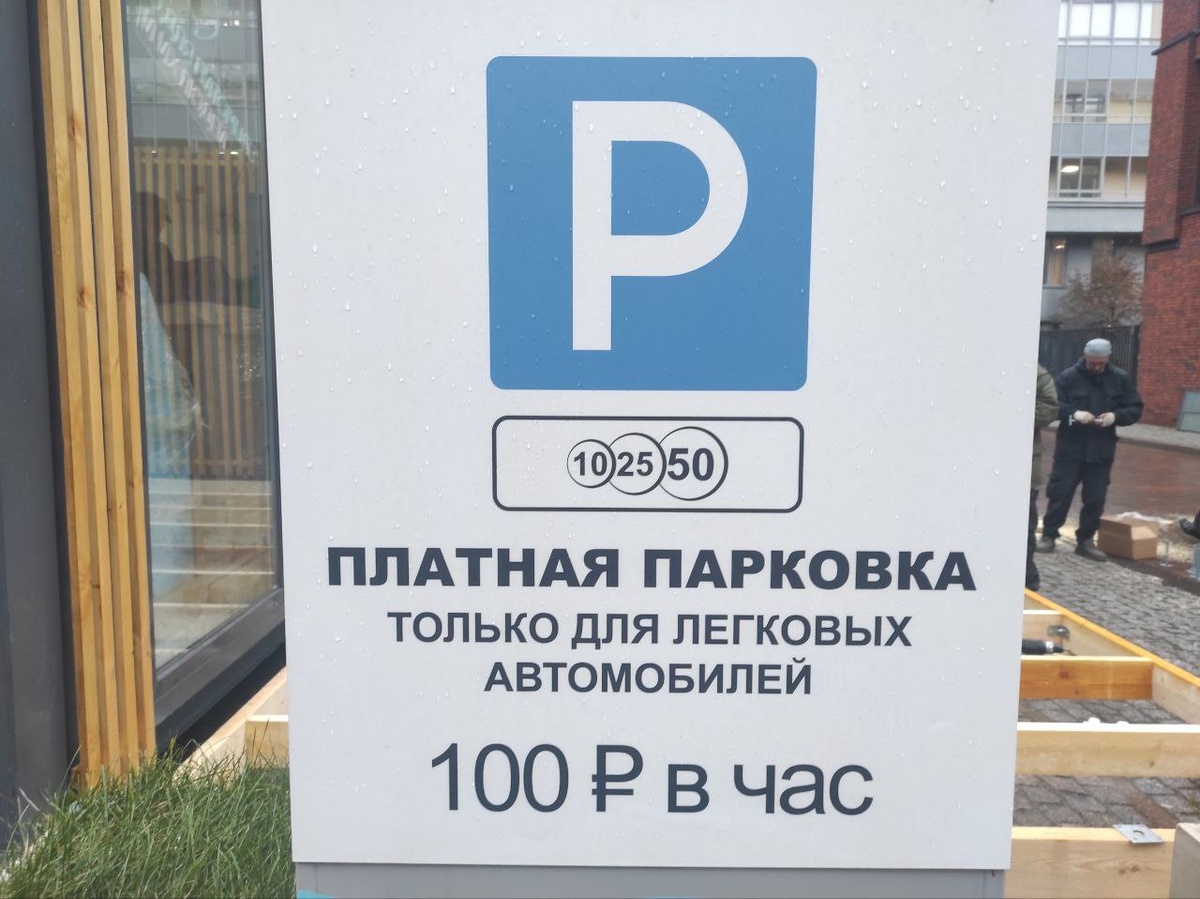 P
10 25 50
ПЛАТНАЯ ПАРКОВКА
ТОЛЬКО ДЛЯ ЛЕГКОВЫХ
АВТОМОБИЛЕЙ
100 ₽ в час